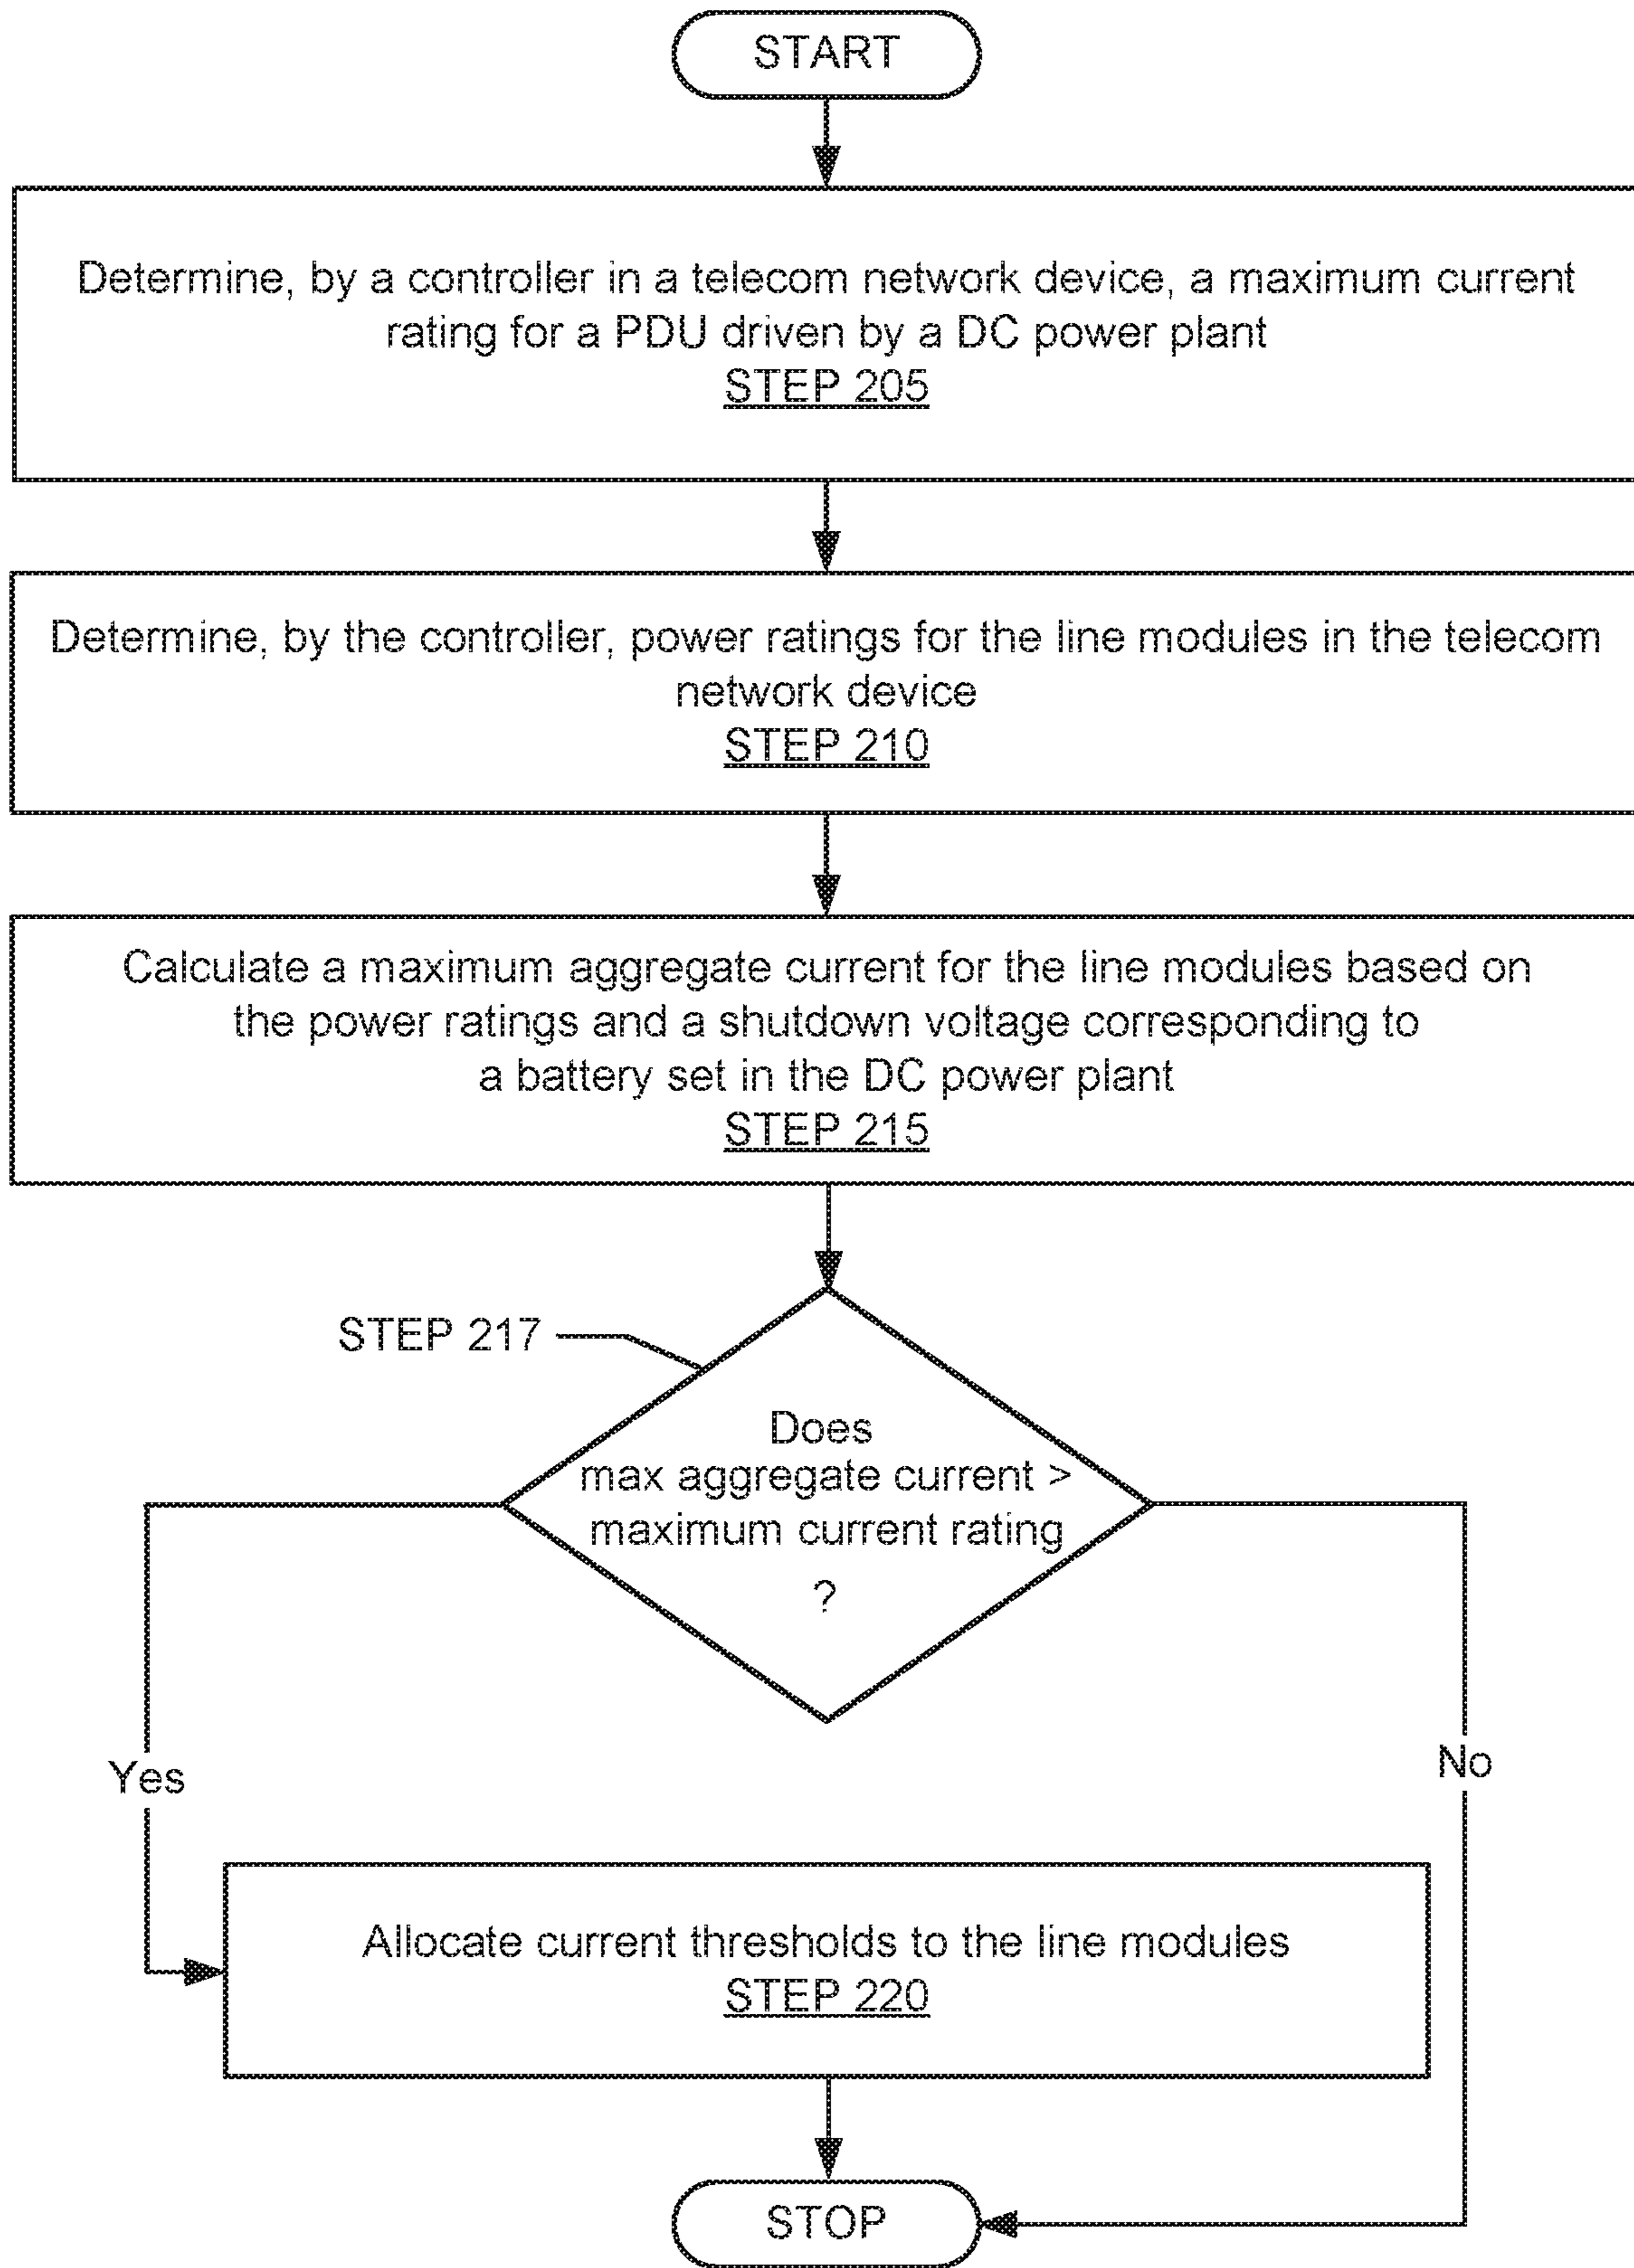 START
Determine, by a controller in a telecom network device, a maximum current
rating for a PDU driven by a DC power plant
STEP 205
Determine, by the controller, power ratings for the line modules in the telecom
network device
STEP 210
Calculate a maximum aggregate current for the line modules based on
the power ratings and a shutdown voltage corresponding to
a battery set in the DC power plant
STEP 215
STEP 217
Does
max aggregate current >
maximum current rating
?
Yes
No
Allocate current thresholds to the line modules
STEP 220
STOP